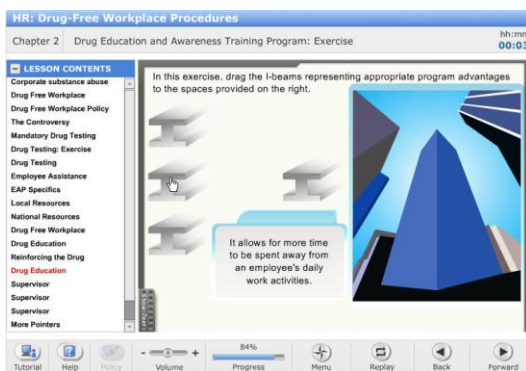 HR: Drug-Free Workplace Procedures
Chapter 2 Drug Education and Awareness Training Program: Exercise
hh:mm
00:03
LESSON CONTENTS
Corporate substance abuse
Drug Free Workplace
Drug Free Workplace Policy
The Controversy
Mandatory Drug Testing
Drug Testing: Exercise
Drug Testing
Employee Assistance
EAP Specifics
Local Resources
National Resources
Drug Free Workplace
Drug Education
Reinforcing the Drug
Drug Education
Supervisor
Supervisor
Supervisor
More Pointers
In this exercise, drag the I-beams representing appropriate program advantages
to the spaces provided on the right.
It allows for more time
to be spent away from
an employee's daily
work activities.
Show Text
84%
Tutorial Help Policy - Volume + Progress Menu Replay Back Forward